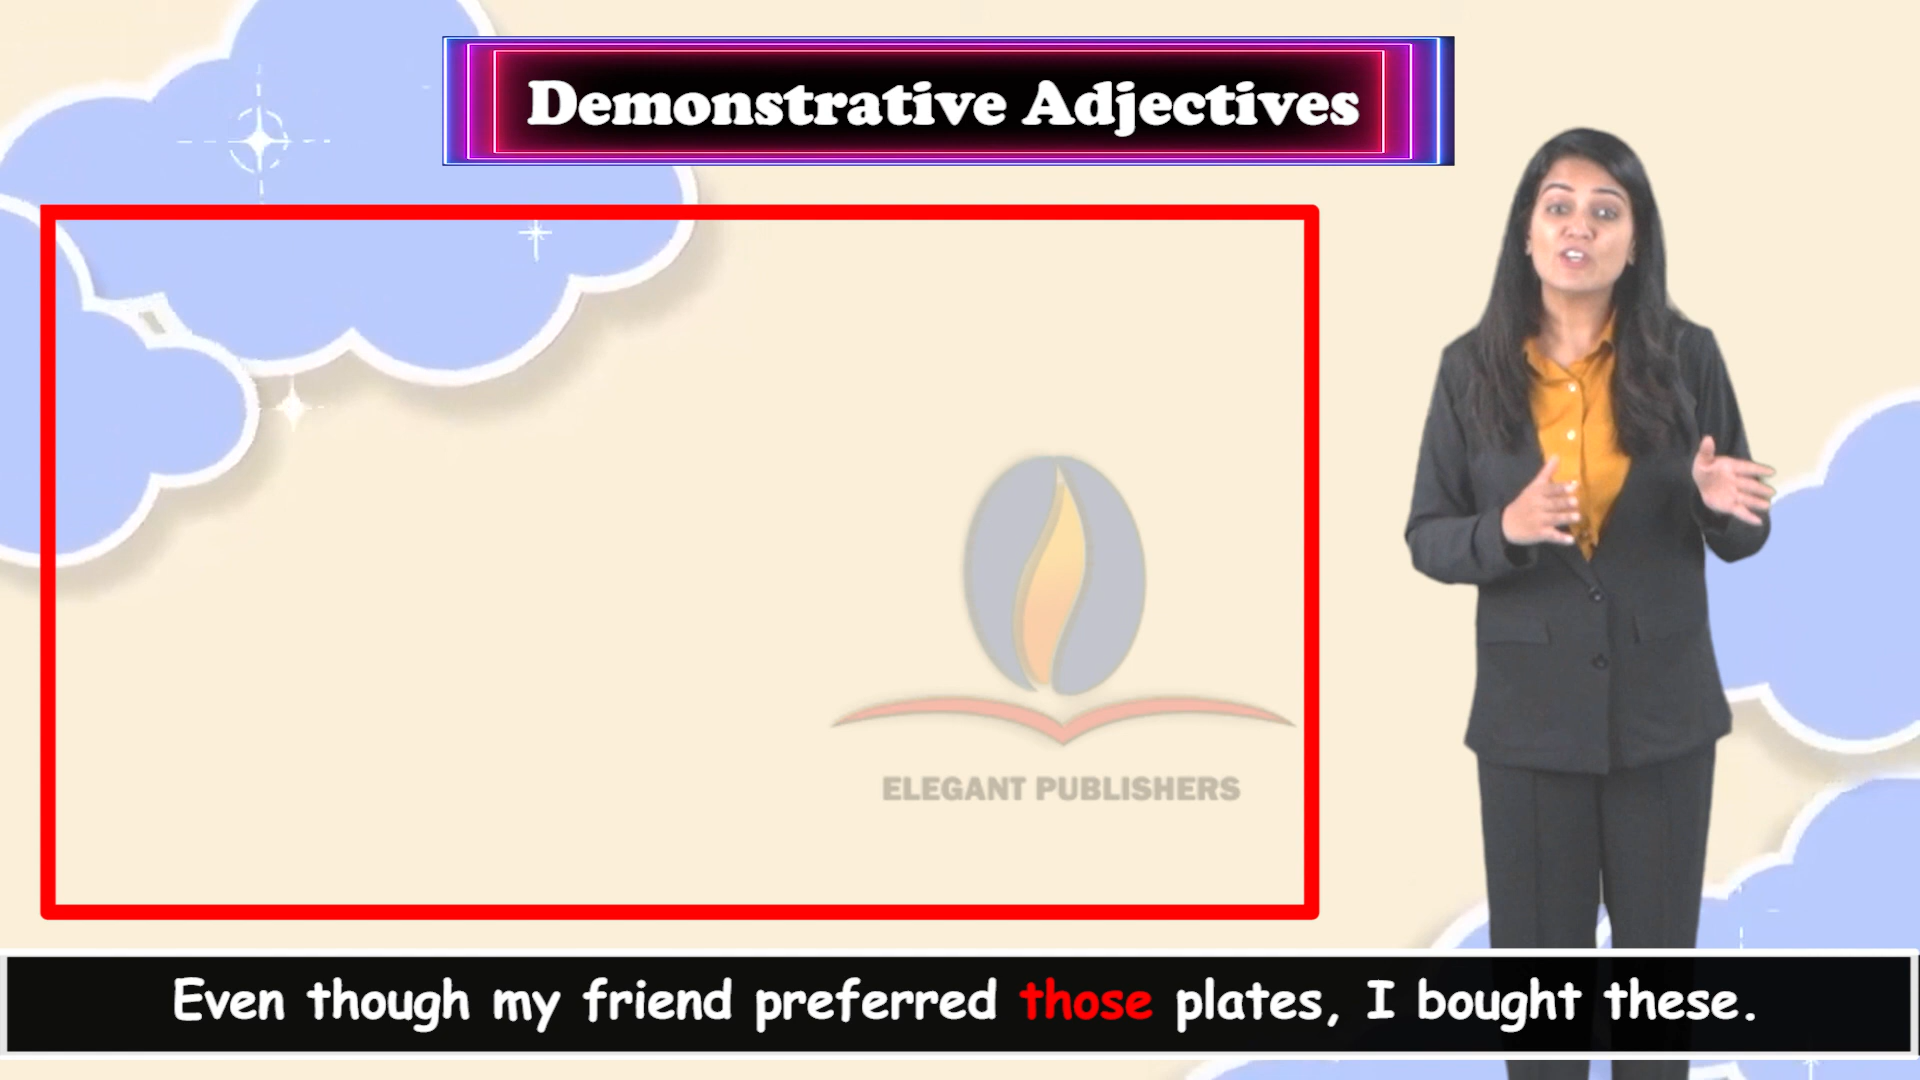 Demonstrative Adjectives
ELEGANT PUBLISHERS
Even though my friend preferred those plates, I bought these.